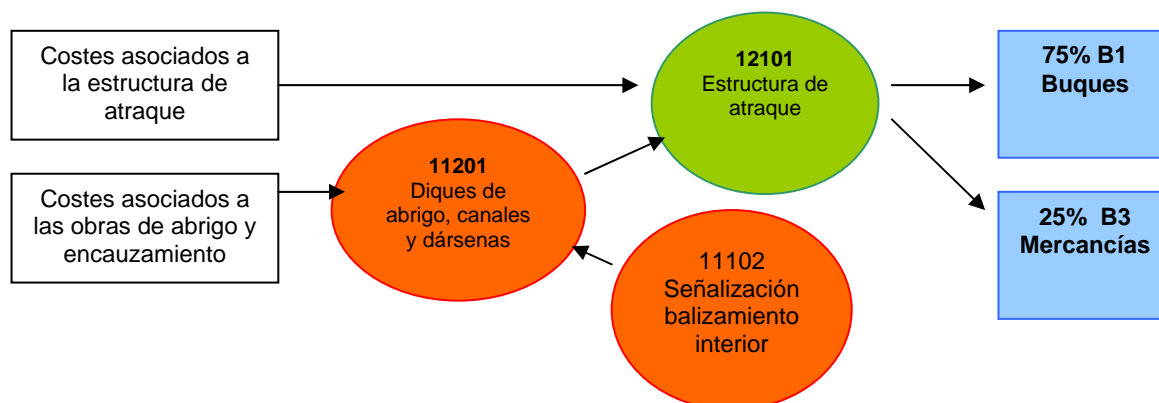 Costes asociados a
la estructura de
atraque
12101
Estructura de
atraque
75% B1
Buques
Costes asociados a
las obras de abrigo y
encauzamiento
11201
Diques de
abrigo, canales
y dársenas
11102
Señalización
balizamiento
interior
25%  B3
Mercancías